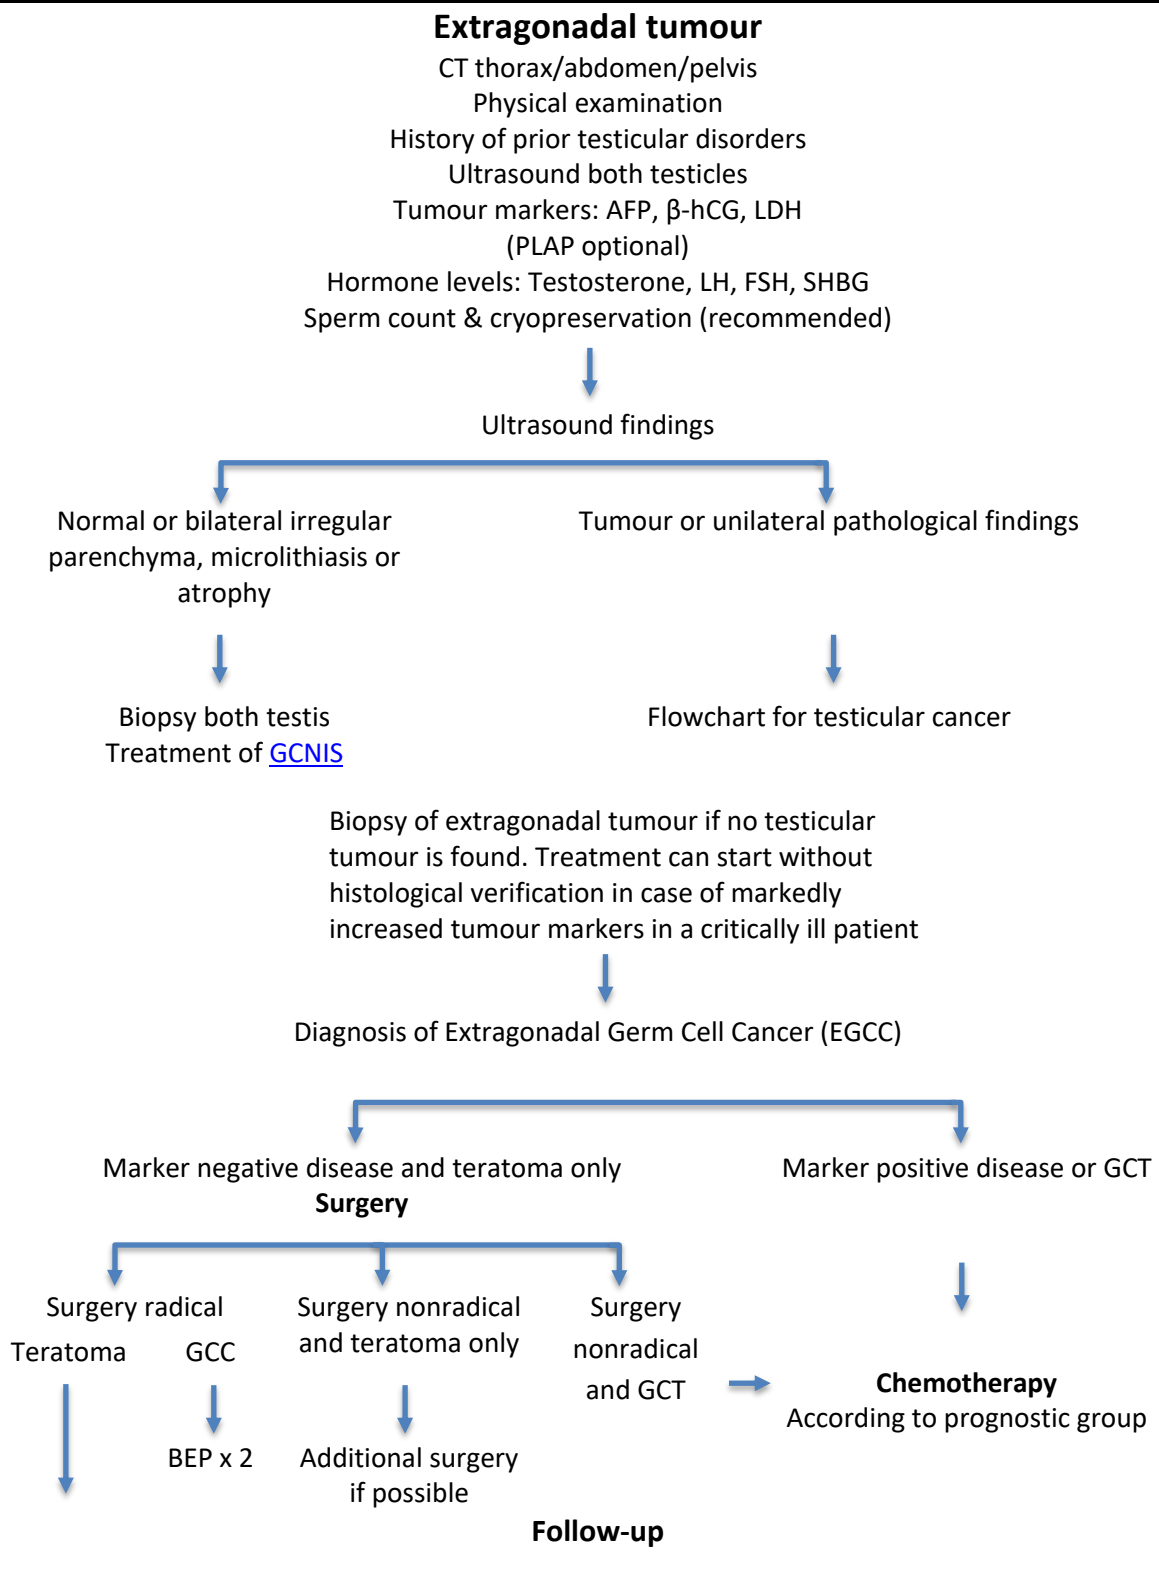 Extragonadal tumour
CT thorax/abdomen/pelvis
Physical examination
History of prior testicular disorders
Ultrasound both testicles
Tumour markers: AFP, β-hCG, LDH
(PLAP optional)
Hormone levels: Testosterone, LH, FSH, SHBG
Sperm count & cryopreservation (recommended)
Ultrasound findings
Normal or bilateral irregular
parenchyma, microlithiasis or
atrophy
Tumour or unilateral pathological findings
Biopsy both testis
Treatment of GCNIS
Flowchart for testicular cancer
Biopsy of extragonadal tumour if no testicular
tumour is found. Treatment can start without
histological verification in case of markedly
increased tumour markers in a critically ill patient
Diagnosis of Extragonadal Germ Cell Cancer (EGCC)
Marker negative disease and teratoma only
Surgery
Marker positive disease or GCT
Surgery radical
Teratoma GCC
BEP x 2
Surgery nonradical
and teratoma only
Additional surgery
if possible
Surgery
nonradical
and GCT
Chemotherapy
According to prognostic group
Follow-up